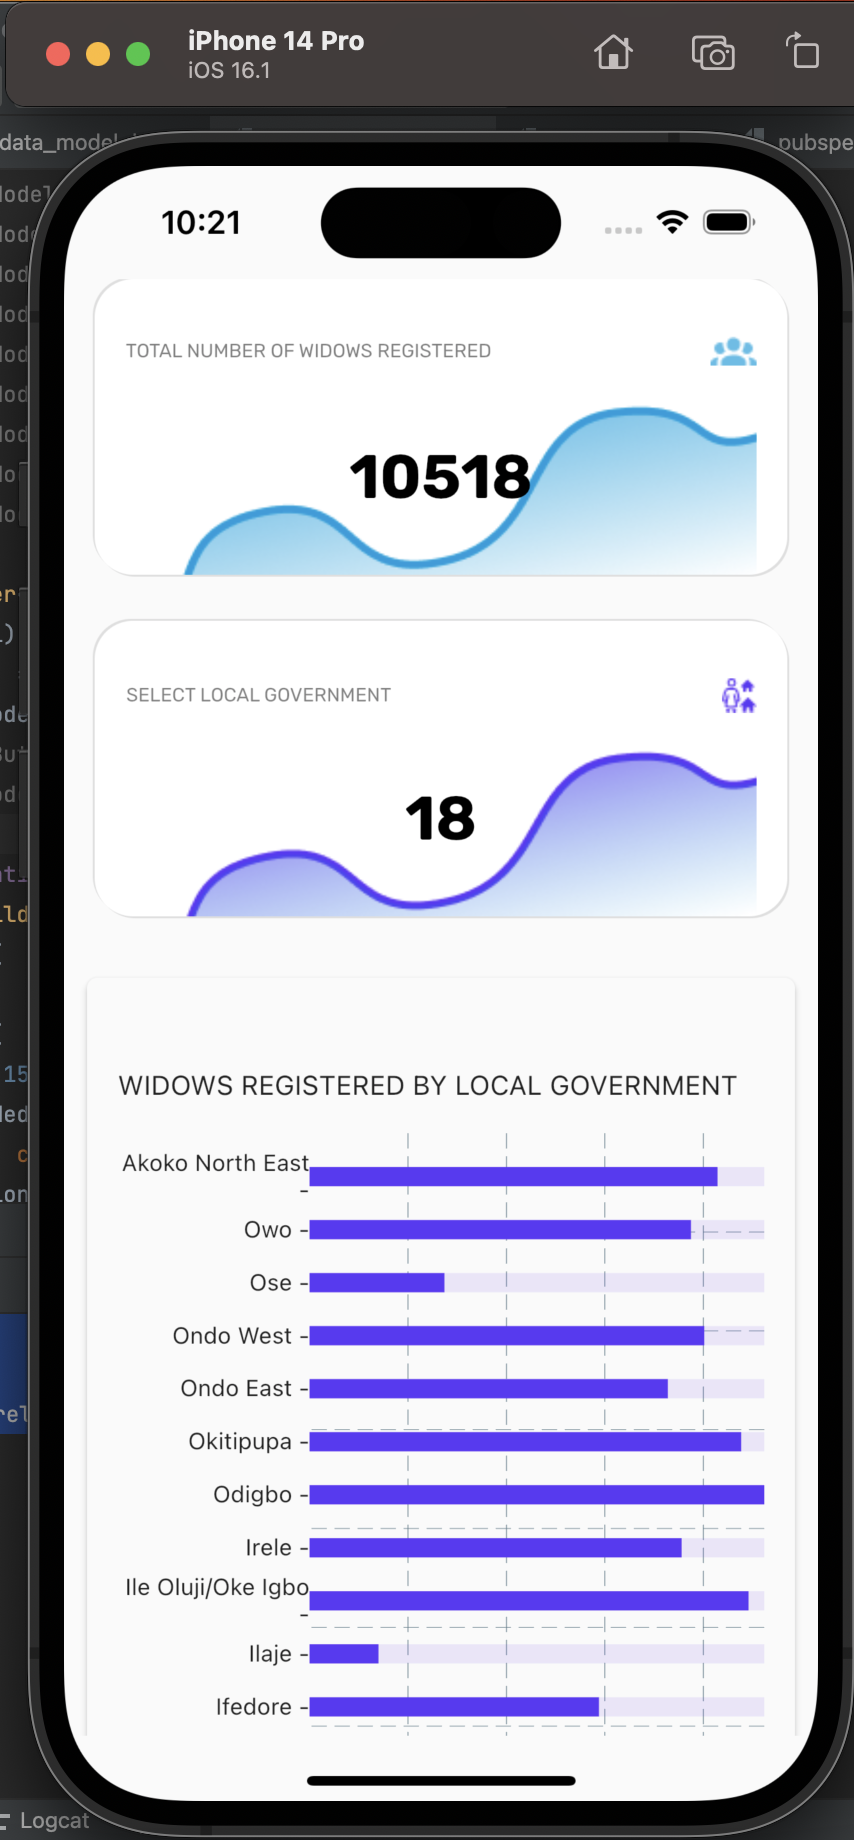 iPhone 14 Pro
iOS 16.1
data_model
pubspe
10:21
TOTAL NUMBER OF WIDOWS REGISTERED
10518
SELECT LOCAL GOVERNMENT
18
15
WIDOWS REGISTERED BY LOCAL GOVERNMENT
Akoko North East
-
Owo -
Ose -
Ondo West -
Ondo East -
Okitipupa -
Odigbo -
Irele -
Ile Oluji/Oke Igbo
-
Ilaje -
Ifedore -
Logcat